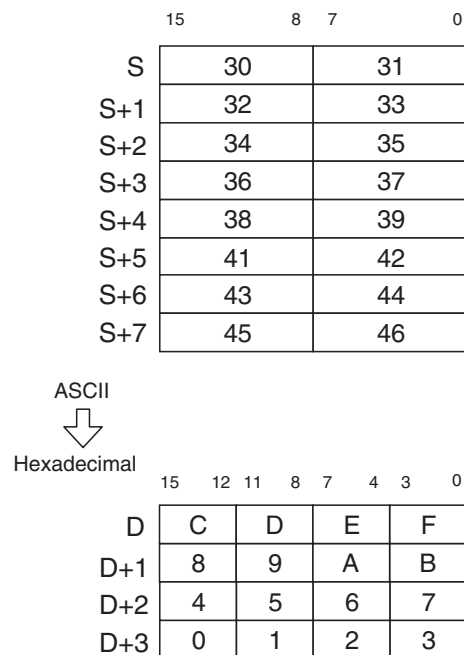 15 8 7 0
S 30 31
S+1 32 33
S+2 34 35
S+3 36 37
S+4 38 39
S+5 41 42
S+6 43 44
S+7 45 46
ASCII
Hexadecimal
15 12 11 8 7 4 3 0
D C D E F
D+1 8 9 A B
D+2 4 5 6 7
D+3 0 1 2 3